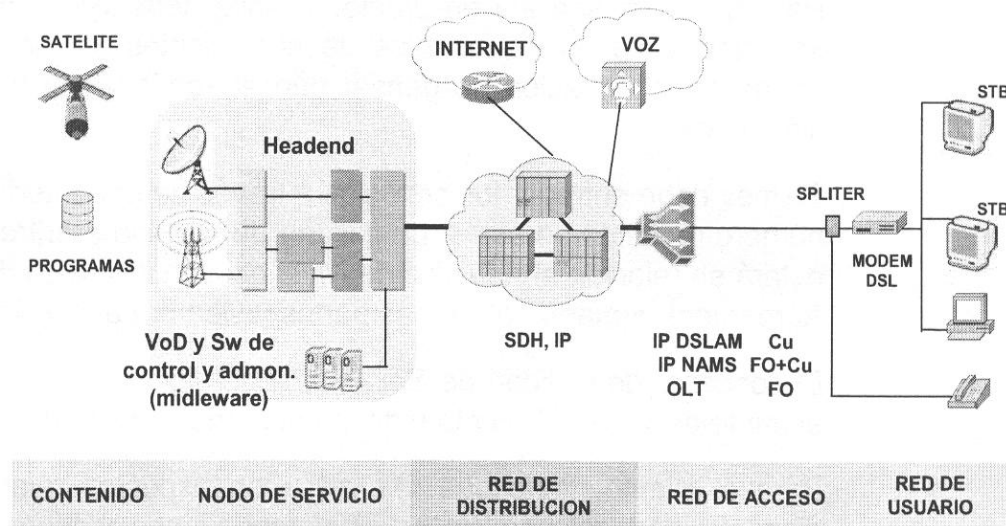 SATELITE
INTERNET
VOZ
STB
Headend
SPLITER
PROGRAMAS
STB
MODEM
DSL
VoD y Sw de
control y admon.
(midleware)
SDH, IP
IP DSLAM Cu
IP NAMS FO+Cu
OLT FO
CONTENIDO
NODO DE SERVICIO
RED DE
DISTRIBUCION
RED DE ACCESO
RED DE
USUARIO